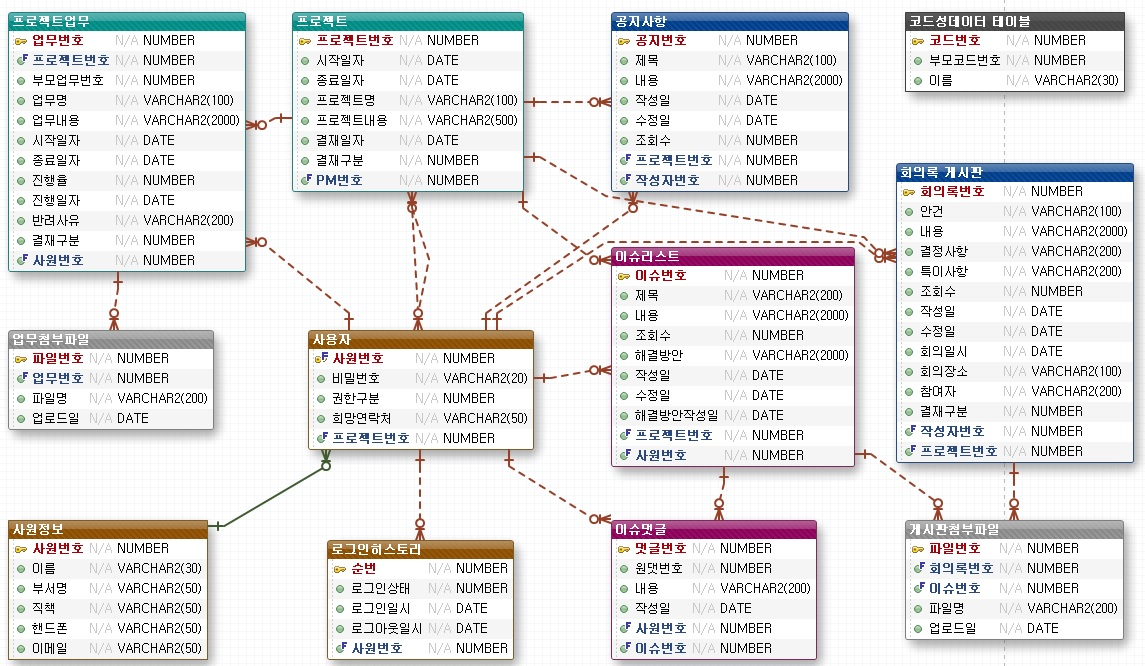 프로젝트업무
업무번호 N/A NUMBER
프로젝트번호 N/A NUMBER
부모업무번호 N/A NUMBER
업무명 N/A VARCHAR2(100)
업무내용 N/A VARCHAR2(2000)
시작일자 N/A DATE
종료일자 N/A DATE
진행율 N/A NUMBER
진행일자 N/A DATE
반려사유 N/A VARCHAR2(200)
결재구분 N/A NUMBER
사원번호 N/A NUMBER
프로젝트
프로젝트번호 N/A NUMBER
시작일자 N/A DATE
종료일자 N/A DATE
프로젝트명 N/A VARCHAR2(100)
프로젝트내용 N/A VARCHAR2(500)
결재일자 N/A DATE
결재구분 N/A NUMBER
PM번호 N/A NUMBER
공지사항
공지번호 N/A NUMBER
제목 N/A VARCHAR2(100)
내용 N/A VARCHAR2(2000)
작성일 N/A DATE
수정일 N/A DATE
조회수 N/A NUMBER
프로젝트번호 N/A NUMBER
작성자번호 N/A NUMBER
코드성데이터 테이블
코드번호 N/A NUMBER
부모코드번호 N/A NUMBER
이름 N/A VARCHAR2(30)
회의록 게시판
회의록번호 N/A NUMBER
안건 N/A VARCHAR2(100)
내용 N/A VARCHAR2(2000)
결정사항 N/A VARCHAR2(200)
특이사항 N/A VARCHAR2(200)
조회수 N/A NUMBER
작성일 N/A DATE
수정일 N/A DATE
회의일시 N/A DATE
회의장소 N/A VARCHAR2(100)
참여자 N/A VARCHAR2(200)
결재구분 N/A NUMBER
작성자번호 N/A NUMBER
프로젝트번호 N/A NUMBER
이슈리스트
이슈번호 N/A NUMBER
제목 N/A VARCHAR2(200)
내용 N/A VARCHAR2(2000)
조회수 N/A NUMBER
해결방안 N/A VARCHAR2(2000)
작성일 N/A DATE
수정일 N/A DATE
해결방안작성일 N/A DATE
프로젝트번호 N/A NUMBER
사원번호 N/A NUMBER
업무첨부파일
파일번호 N/A NUMBER
업무번호 N/A NUMBER
파일명 N/A VARCHAR2(200)
업로드일 N/A DATE
사용자
사원번호 N/A NUMBER
비밀번호 N/A VARCHAR2(20)
권한구분 N/A NUMBER
희망연락처 N/A VARCHAR2(50)
프로젝트번호 N/A NUMBER
사원정보
사원번호 N/A NUMBER
이름 N/A VARCHAR2(30)
부서명 N/A VARCHAR2(50)
직책 N/A VARCHAR2(50)
핸드폰 N/A VARCHAR2(50)
이메일 N/A VARCHAR2(50)
로그인히스토리
순번 N/A NUMBER
로그인상태 N/A NUMBER
로그인일시 N/A DATE
로그아웃일시 N/A DATE
사원번호 N/A NUMBER
이슈댓글
댓글번호 N/A NUMBER
원댓번호 N/A NUMBER
내용 N/A VARCHAR2(200)
작성일 N/A DATE
사원번호 N/A NUMBER
이슈번호 N/A NUMBER
게시판첨부파일
파일번호 N/A NUMBER
회의록번호 N/A NUMBER
이슈번호 N/A NUMBER
파일명 N/A VARCHAR2(200)
업로드일 N/A DATE